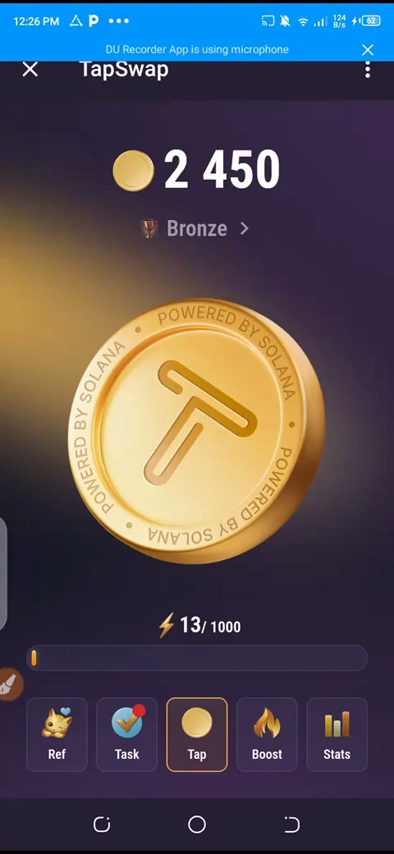 12:26 PM
124
B/s
62
DU Recorder App is using microphone
TapSwap
2 450
Bronze
POWERED BY SOLANA • POWERED BY SOLANA • POWERED BY SOLANA •
T
13/ 1000
Ref
Task
Tap
Boost
Stats